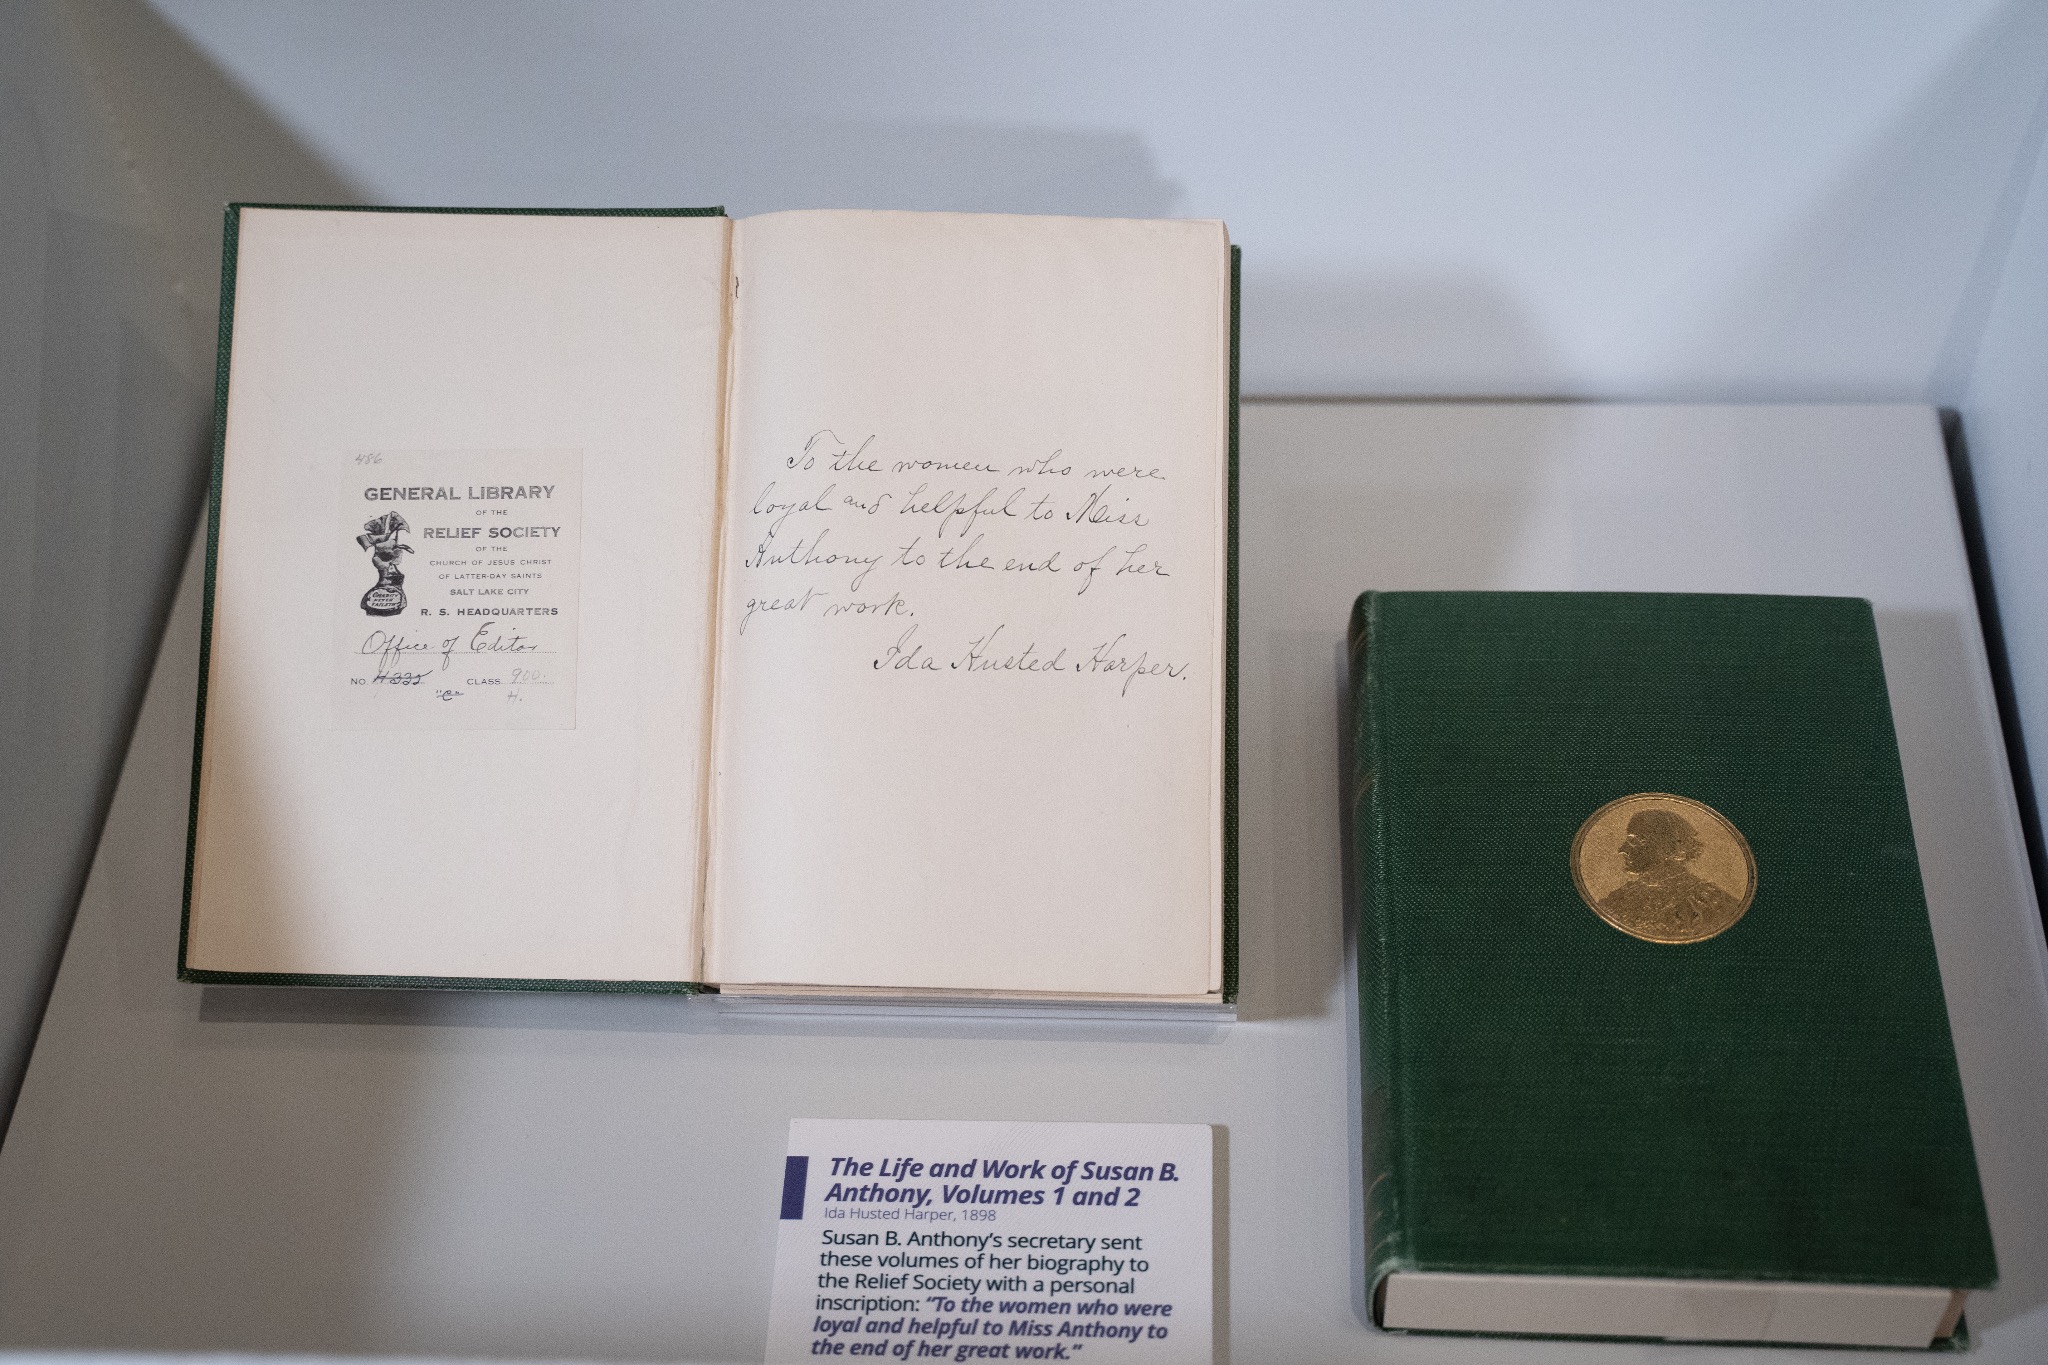 486
GENERAL LIBRARY
OF THE
RELIEF SOCIETY
OF THE
CHURCH OF JESUS CHRIST
OF LATTER-DAY SAINTS
SALT LAKE CITY
R. S. HEADQUARTERS
CHARITY
NEVER
FAILETH
Office of Editor
NO. 4332 CLASS 900.
"C" H.
To the women who were
loyal and helpful to Miss
Anthony to the end of her
great work.
Ida Husted Harper.
The Life and Work of Susan B.
Anthony, Volumes 1 and 2
Ida Husted Harper, 1898
Susan B. Anthony's secretary sent
these volumes of her biography to
the Relief Society with a personal
inscription: "To the women who were
loyal and helpful to Miss Anthony to
the end of her great work."